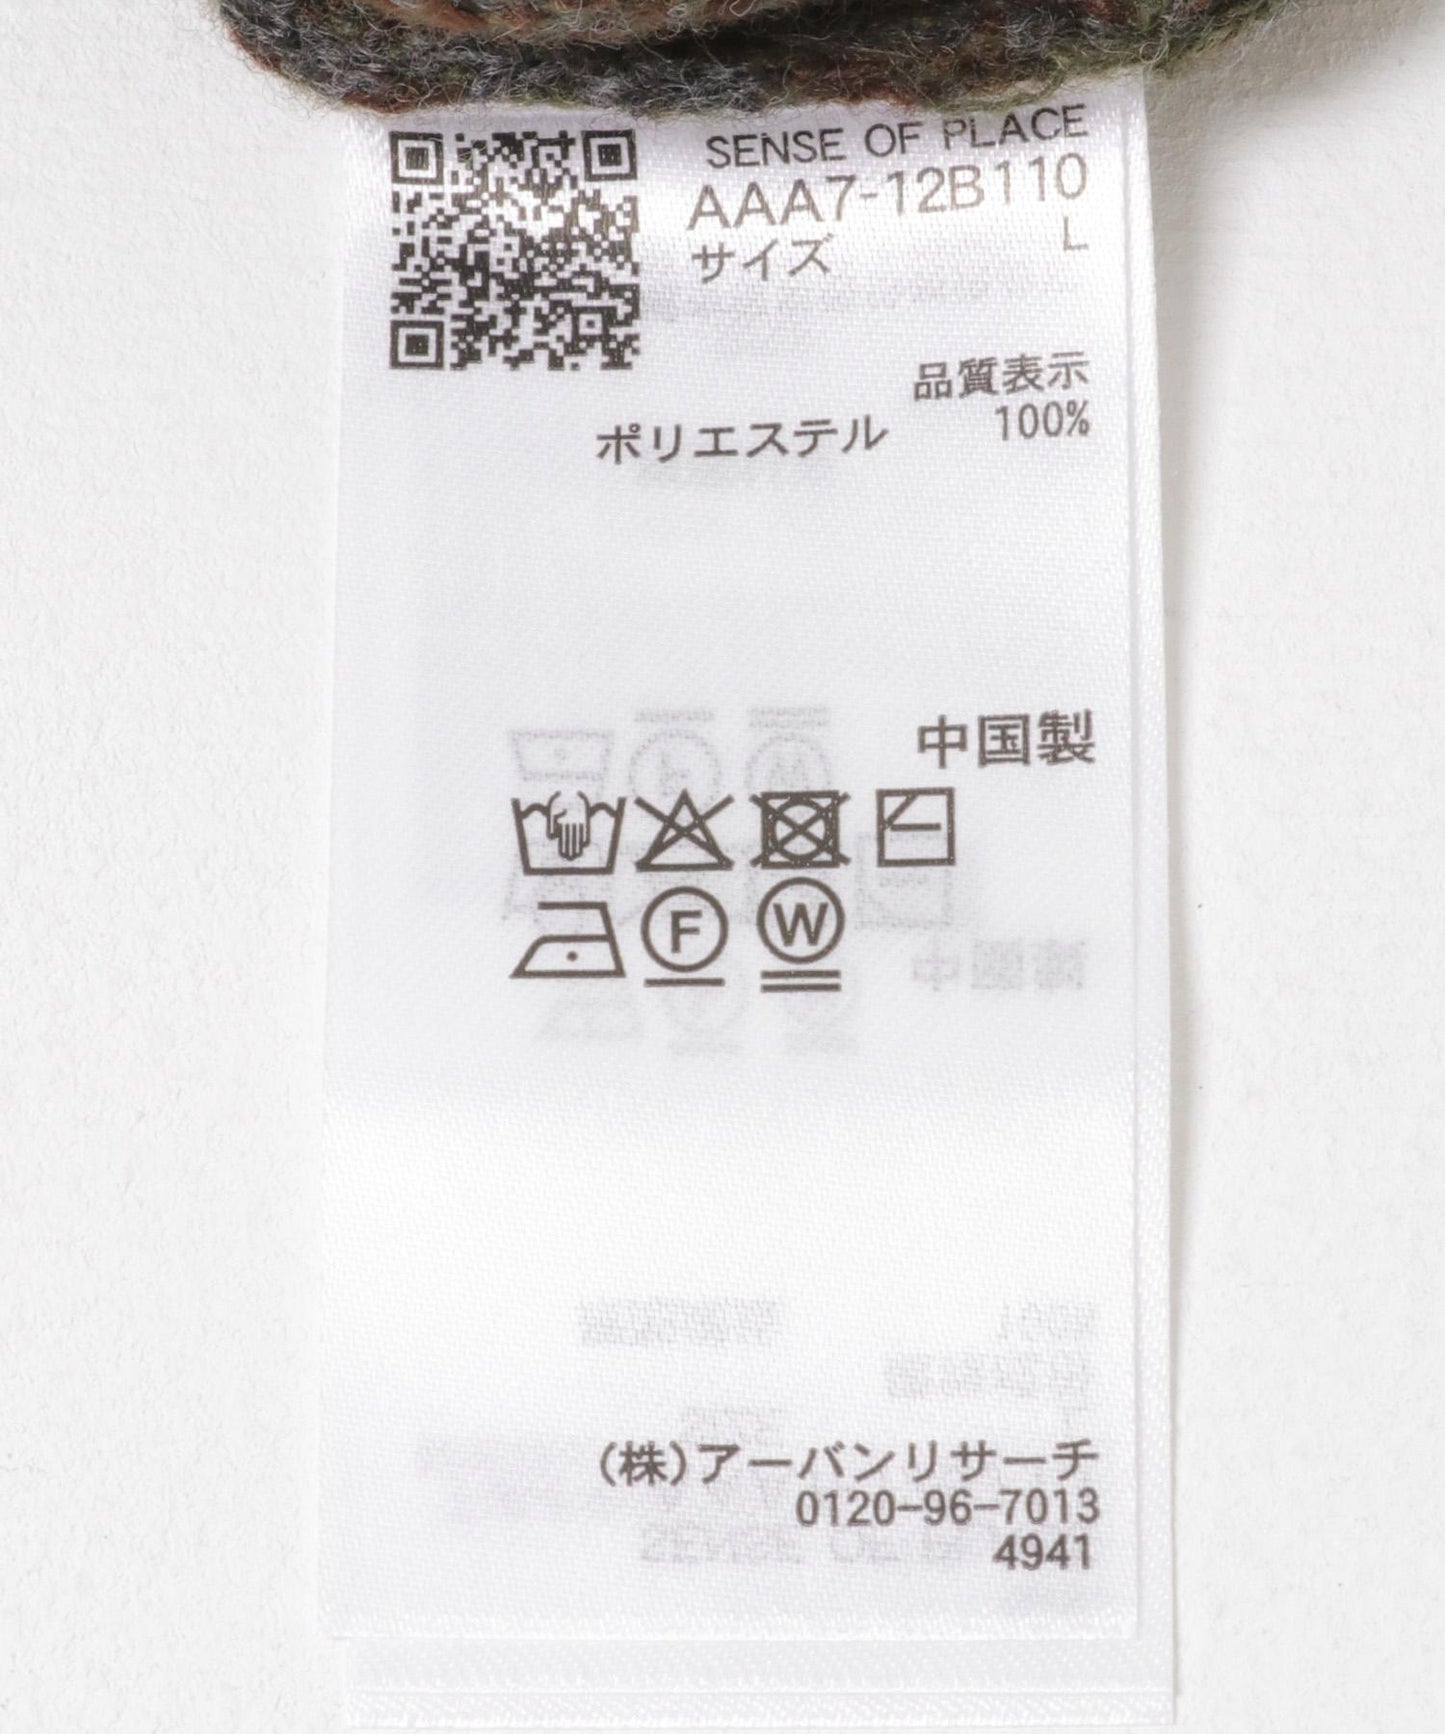 SENSE OF PLACE
AAA7-12B110
サイズ L
品質表示
ポリエステル 100%
中国製
F W
(株)アーバンリサーチ
0120-96-7013
4941